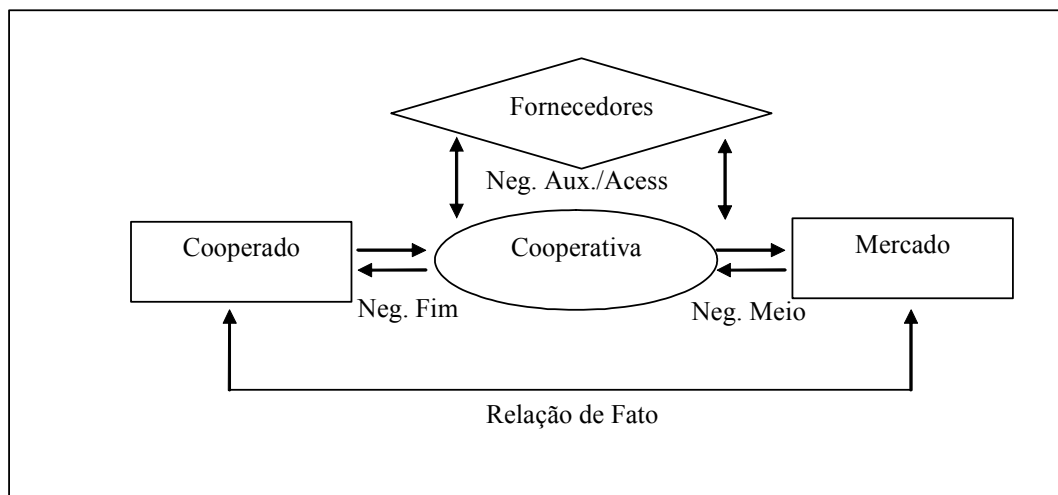 Fornecedores
Neg. Aux./Acess
Cooperado
Cooperativa
Mercado
Neg. Fim
Neg. Meio
Relação de Fato